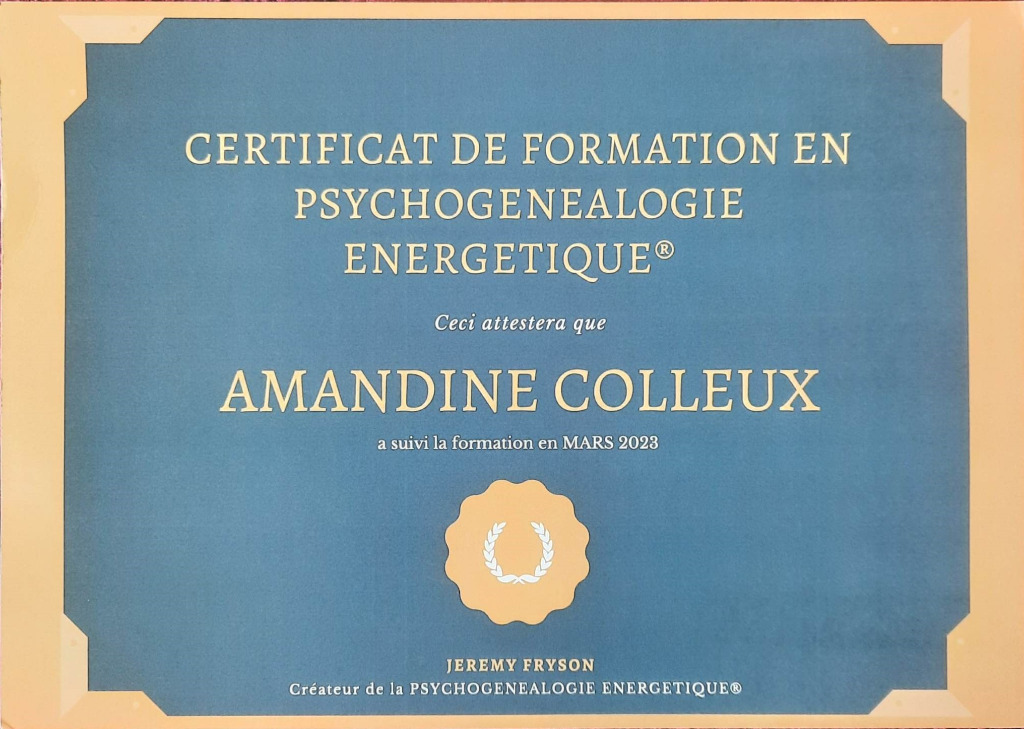 CERTIFICAT DE FORMATION EN
PSYCHOGENEALOGIE
ENERGETIQUE®
Ceci attestera que
AMANDINE COLLEUX
a suivi la formation en MARS 2023
JEREMY FRYSON
Créateur de la PSYCHOGENEALOGIE ENERGETIQUE®